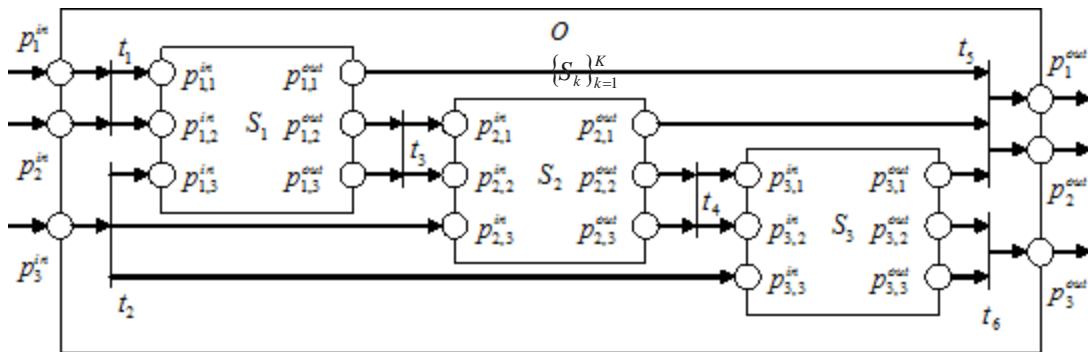 O
p_1^{in} t_1 t_5 p_1^{out}
p_{1,1}^{in} p_{1,1}^{out} {S_k}_{k=1}^K
p_{1,2}^{in} S_1 p_{1,2}^{out} p_{2,1}^{in} p_{2,1}^{out}
p_2^{in} p_{1,3}^{in} p_{1,3}^{out} t_3 p_{2,2}^{in} S_2 p_{2,2}^{out} p_{3,1}^{in} p_{3,1}^{out} p_2^{out}
p_{2,3}^{in} p_{2,3}^{out} t_4 p_{3,2}^{in} S_3 p_{3,2}^{out}
p_3^{in} p_{3,3}^{in} p_{3,3}^{out} p_3^{out}
t_2 t_6